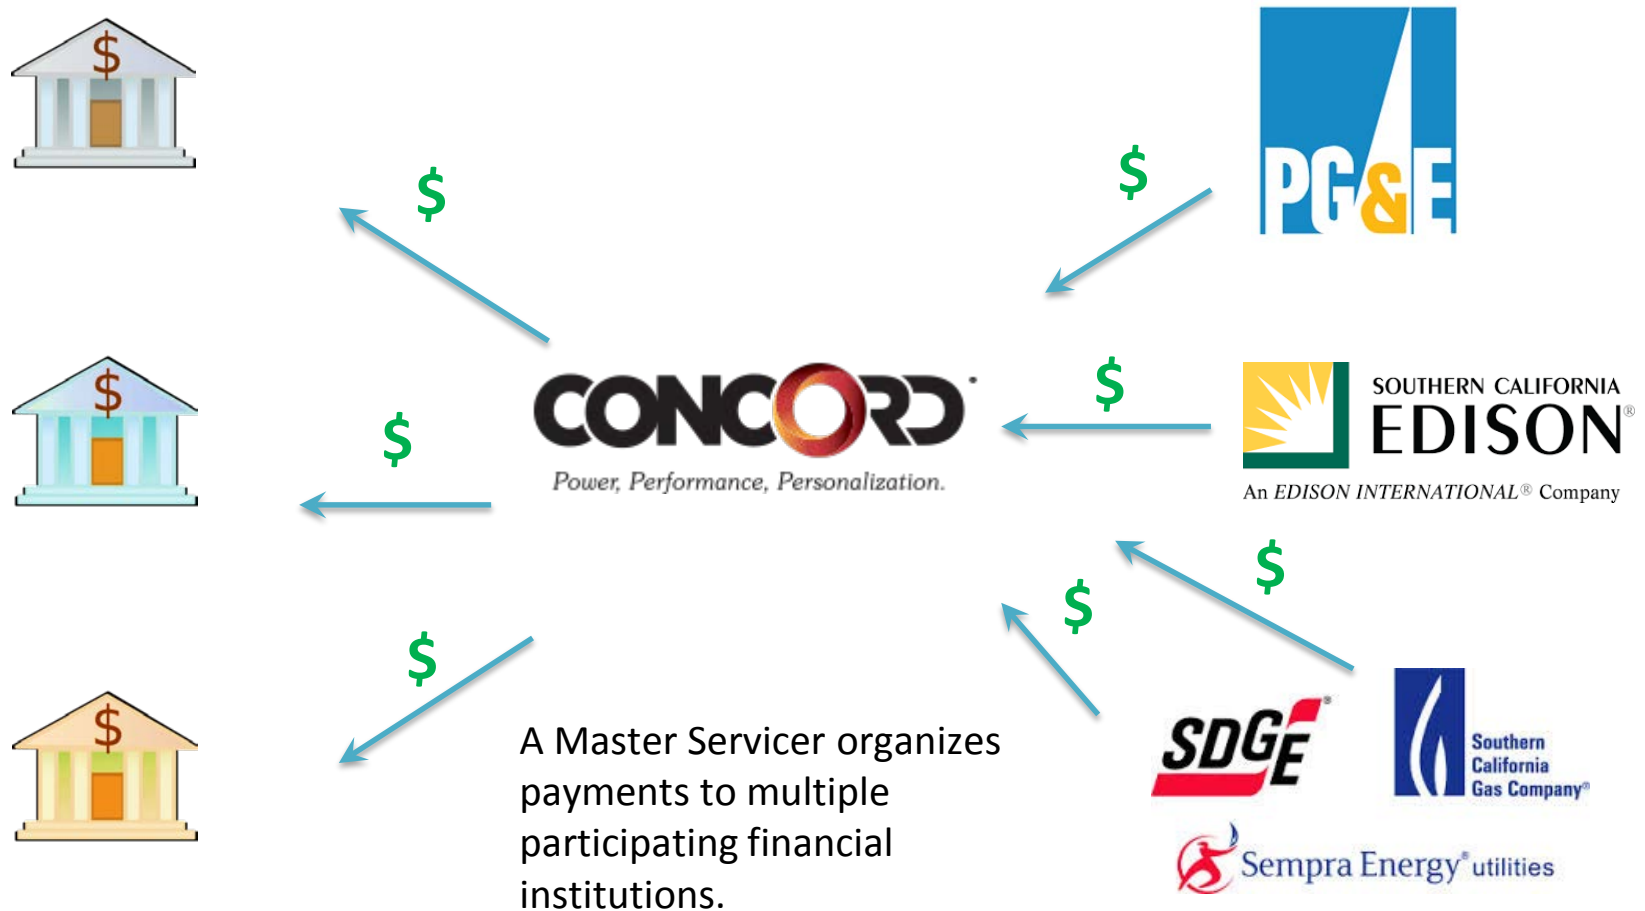 $
$
$
$
PG&E
$
$
CONCORD
Power, Performance, Personalization.
$
SOUTHERN CALIFORNIA
EDISON®
An EDISON INTERNATIONAL® Company
$
$
$
$
$
A Master Servicer organizes
payments to multiple
participating financial
institutions.
SDGE®
Southern
California
Gas Company®
Sempra Energy® utilities